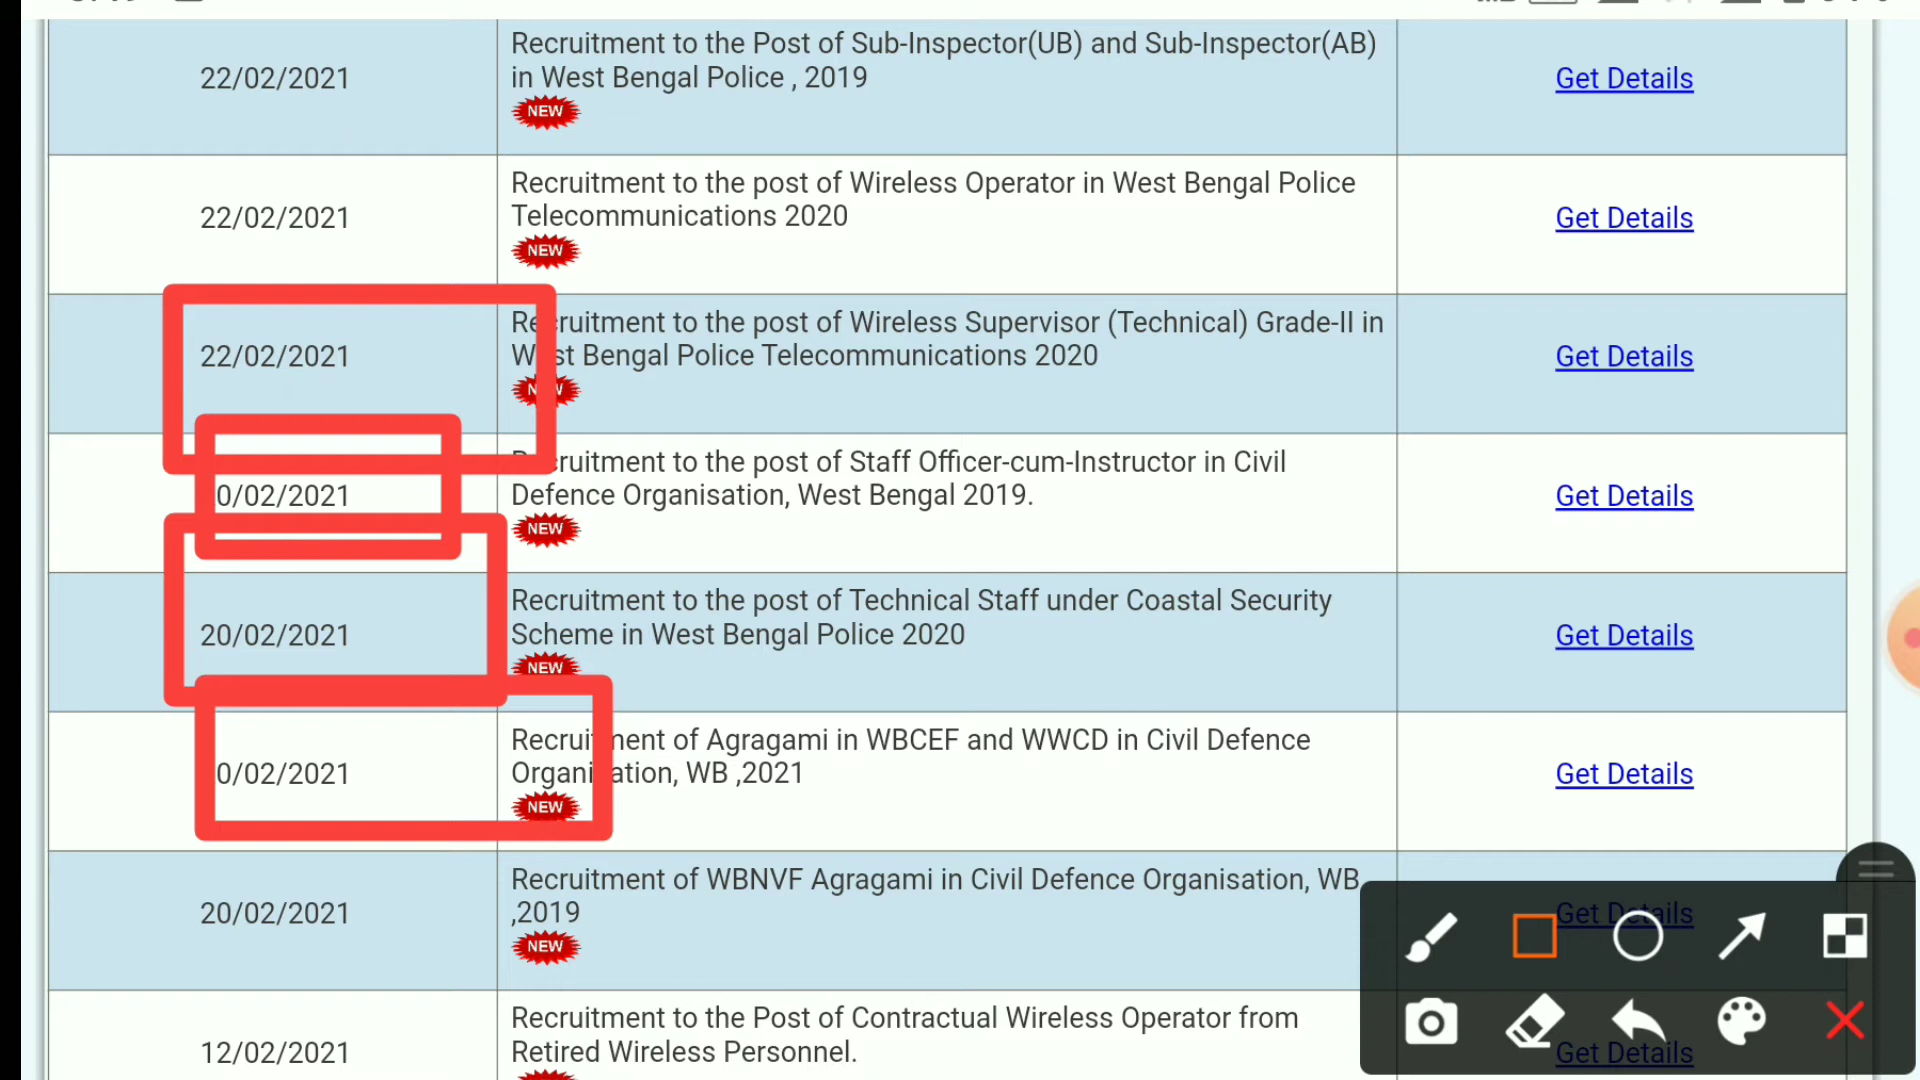 Recruitment to the Post of Sub-Inspector(UB) and Sub-Inspector(AB)
22/02/2021 in West Bengal Police , 2019 Get Details
NEW
Recruitment to the post of Wireless Operator in West Bengal Police
22/02/2021 Telecommunications 2020 Get Details
NEW
Recruitment to the post of Wireless Supervisor (Technical) Grade-II in
22/02/2021 West Bengal Police Telecommunications 2020 Get Details
NEW
Recruitment to the post of Staff Officer-cum-Instructor in Civil
0/02/2021 Defence Organisation, West Bengal 2019. Get Details
NEW
Recruitment to the post of Technical Staff under Coastal Security
20/02/2021 Scheme in West Bengal Police 2020 Get Details
NEW
Recruitment of Agragami in WBCEF and WWCD in Civil Defence
0/02/2021 Organisation, WB ,2021 Get Details
NEW
Recruitment of WBNVF Agragami in Civil Defence Organisation, WB
20/02/2021 ,2019 Get Details
NEW
Recruitment to the Post of Contractual Wireless Operator from
12/02/2021 Retired Wireless Personnel. Get Details